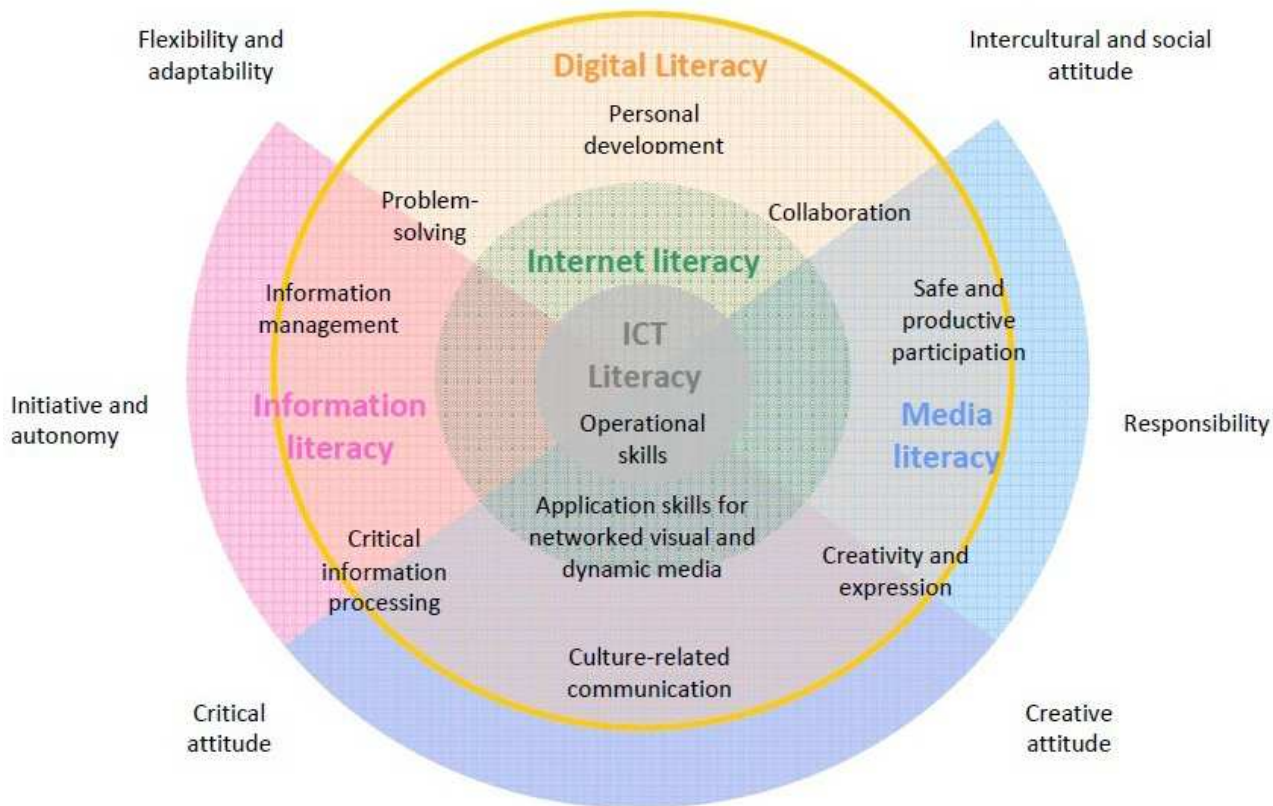 Flexibility and
adaptability
Intercultural and social
attitude
Digital Literacy
Personal
development
Problem-
solving
Collaboration
Internet literacy
Information
management
Safe and
productive
participation
ICT
Literacy
Information
literacy
Media
literacy
Initiative and
autonomy
Responsibility
Operational
skills
Application skills for
networked visual and
dynamic media
Critical
information
processing
Creativity and
expression
Culture-related
communication
Critical
attitude
Creative
attitude